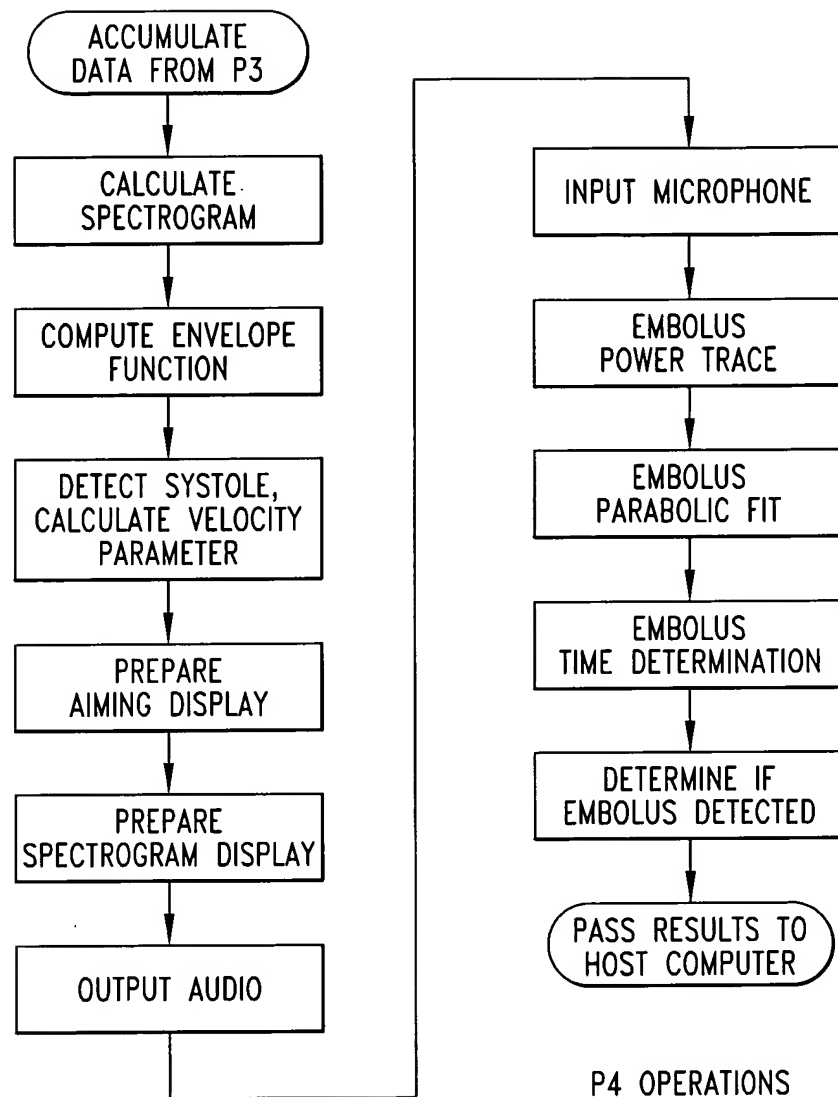 ACCUMULATE
DATA FROM P3
CALCULATE
SPECTROGRAM
COMPUTE ENVELOPE
FUNCTION
DETECT SYSTOLE,
CALCULATE VELOCITY
PARAMETER
PREPARE
AIMING DISPLAY
PREPARE
SPECTROGRAM DISPLAY
OUTPUT AUDIO
INPUT MICROPHONE
EMBOLUS
POWER TRACE
EMBOLUS
PARABOLIC FIT
EMBOLUS
TIME DETERMINATION
DETERMINE IF
EMBOLUS DETECTED
PASS RESULTS TO
HOST COMPUTER
P4 OPERATIONS